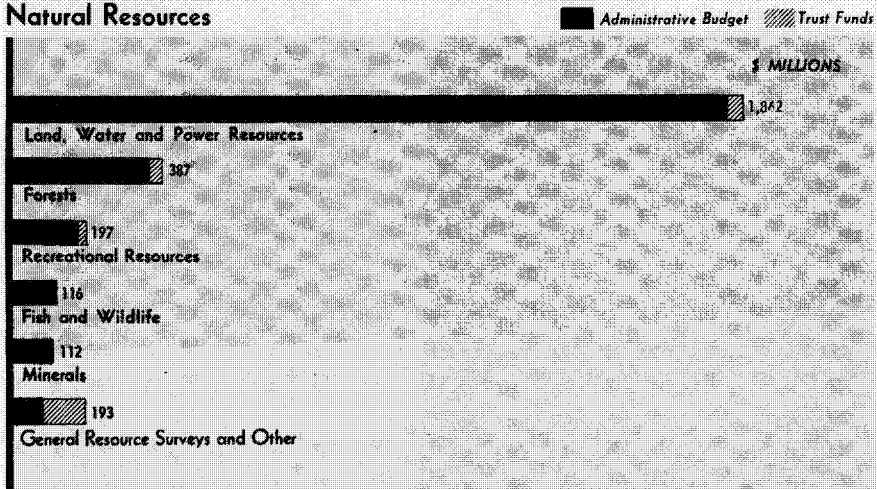 Natural Resources
Administrative Budget Trust Funds
$ MILLIONS
1,842
Land, Water and Power Resources
387
Forests
197
Recreational Resources
116
Fish and Wildlife
112
Minerals
193
General Resource Surveys and Other